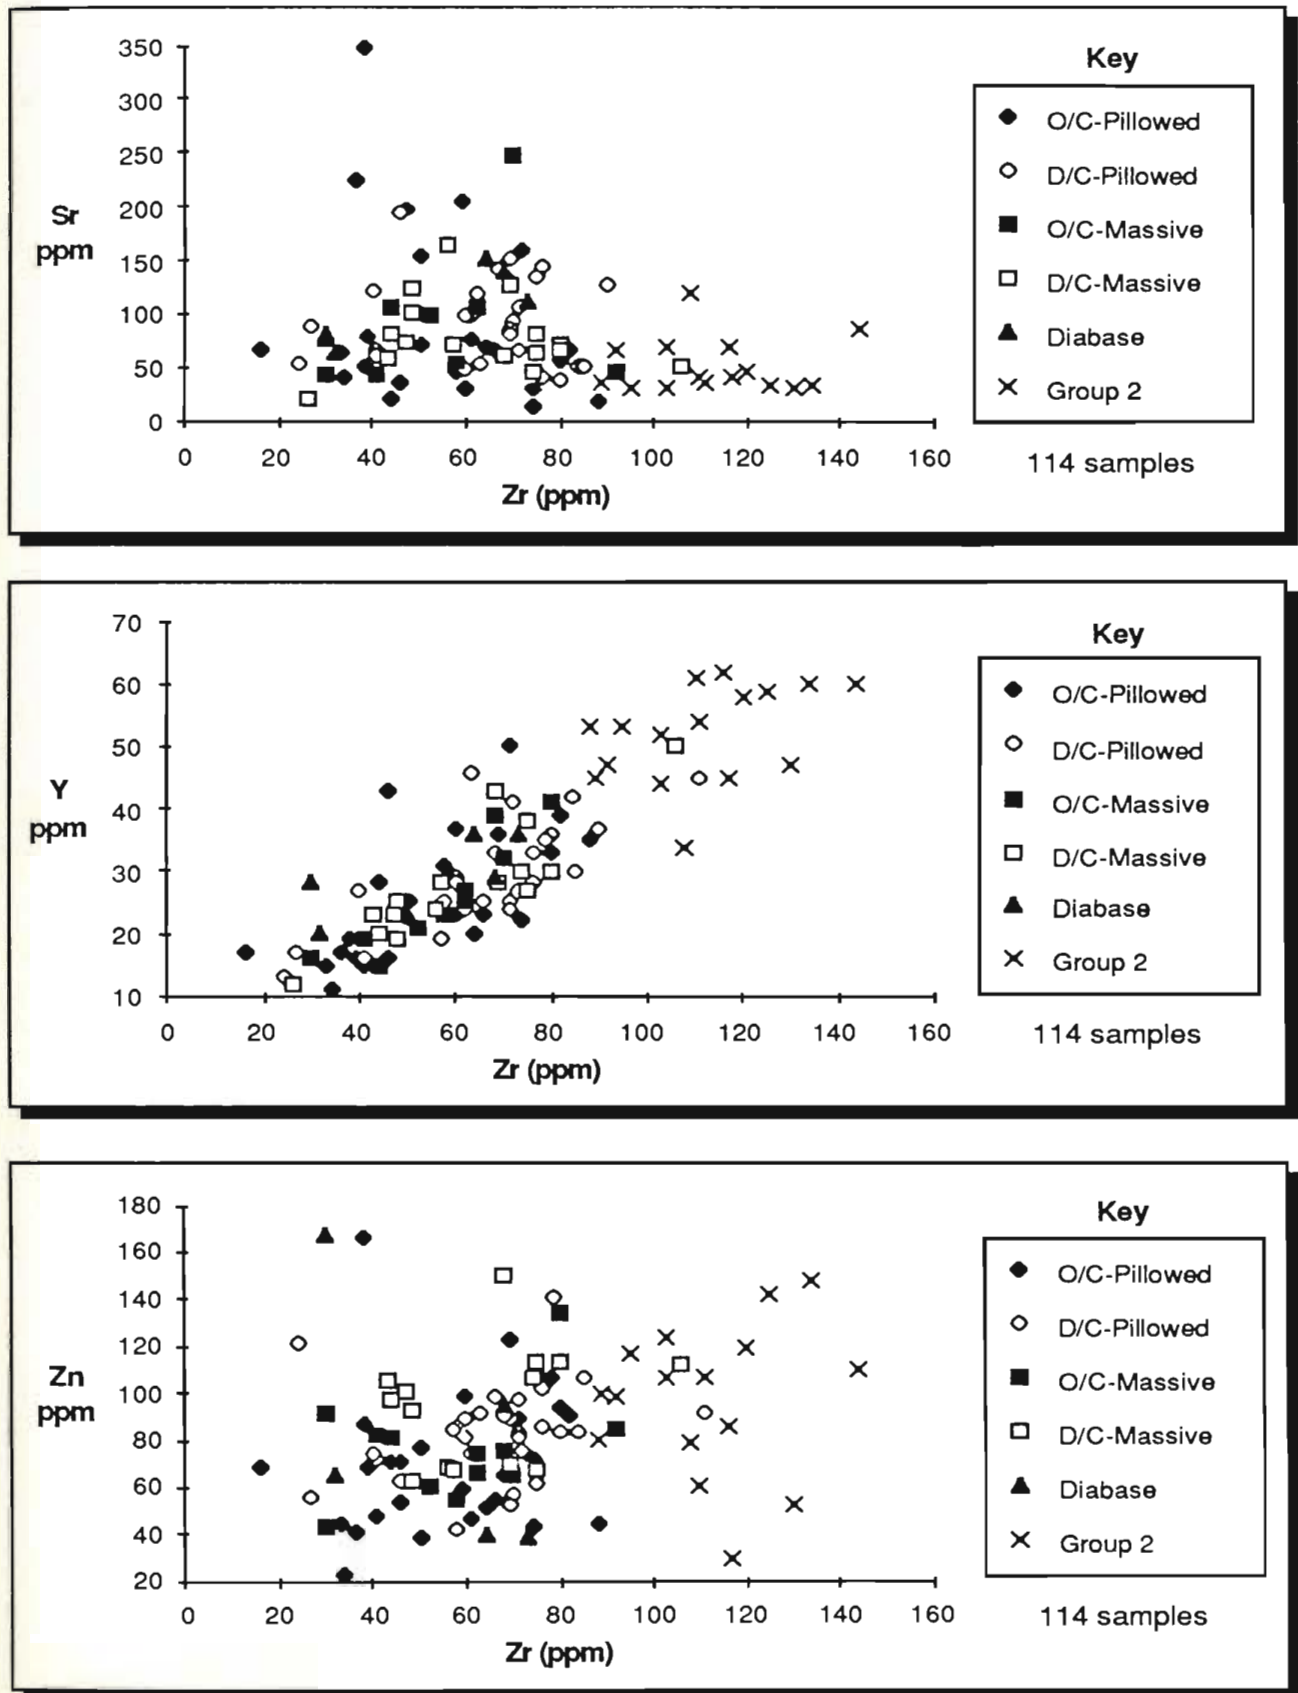 350
300
250
200
150
100
50
0
Sr
ppm
0 20 40 60 80 100 120 140 160
Zr (ppm)
Key
O/C-Pillowed
D/C-Pillowed
O/C-Massive
D/C-Massive
Diabase
Group 2
114 samples
70
60
50
40
30
20
10
Y
ppm
0 20 40 60 80 100 120 140 160
Zr (ppm)
Key
O/C-Pillowed
D/C-Pillowed
O/C-Massive
D/C-Massive
Diabase
Group 2
114 samples
180
160
140
120
100
80
60
40
20
Zn
ppm
0 20 40 60 80 100 120 140 160
Zr (ppm)
Key
O/C-Pillowed
D/C-Pillowed
O/C-Massive
D/C-Massive
Diabase
Group 2
114 samples